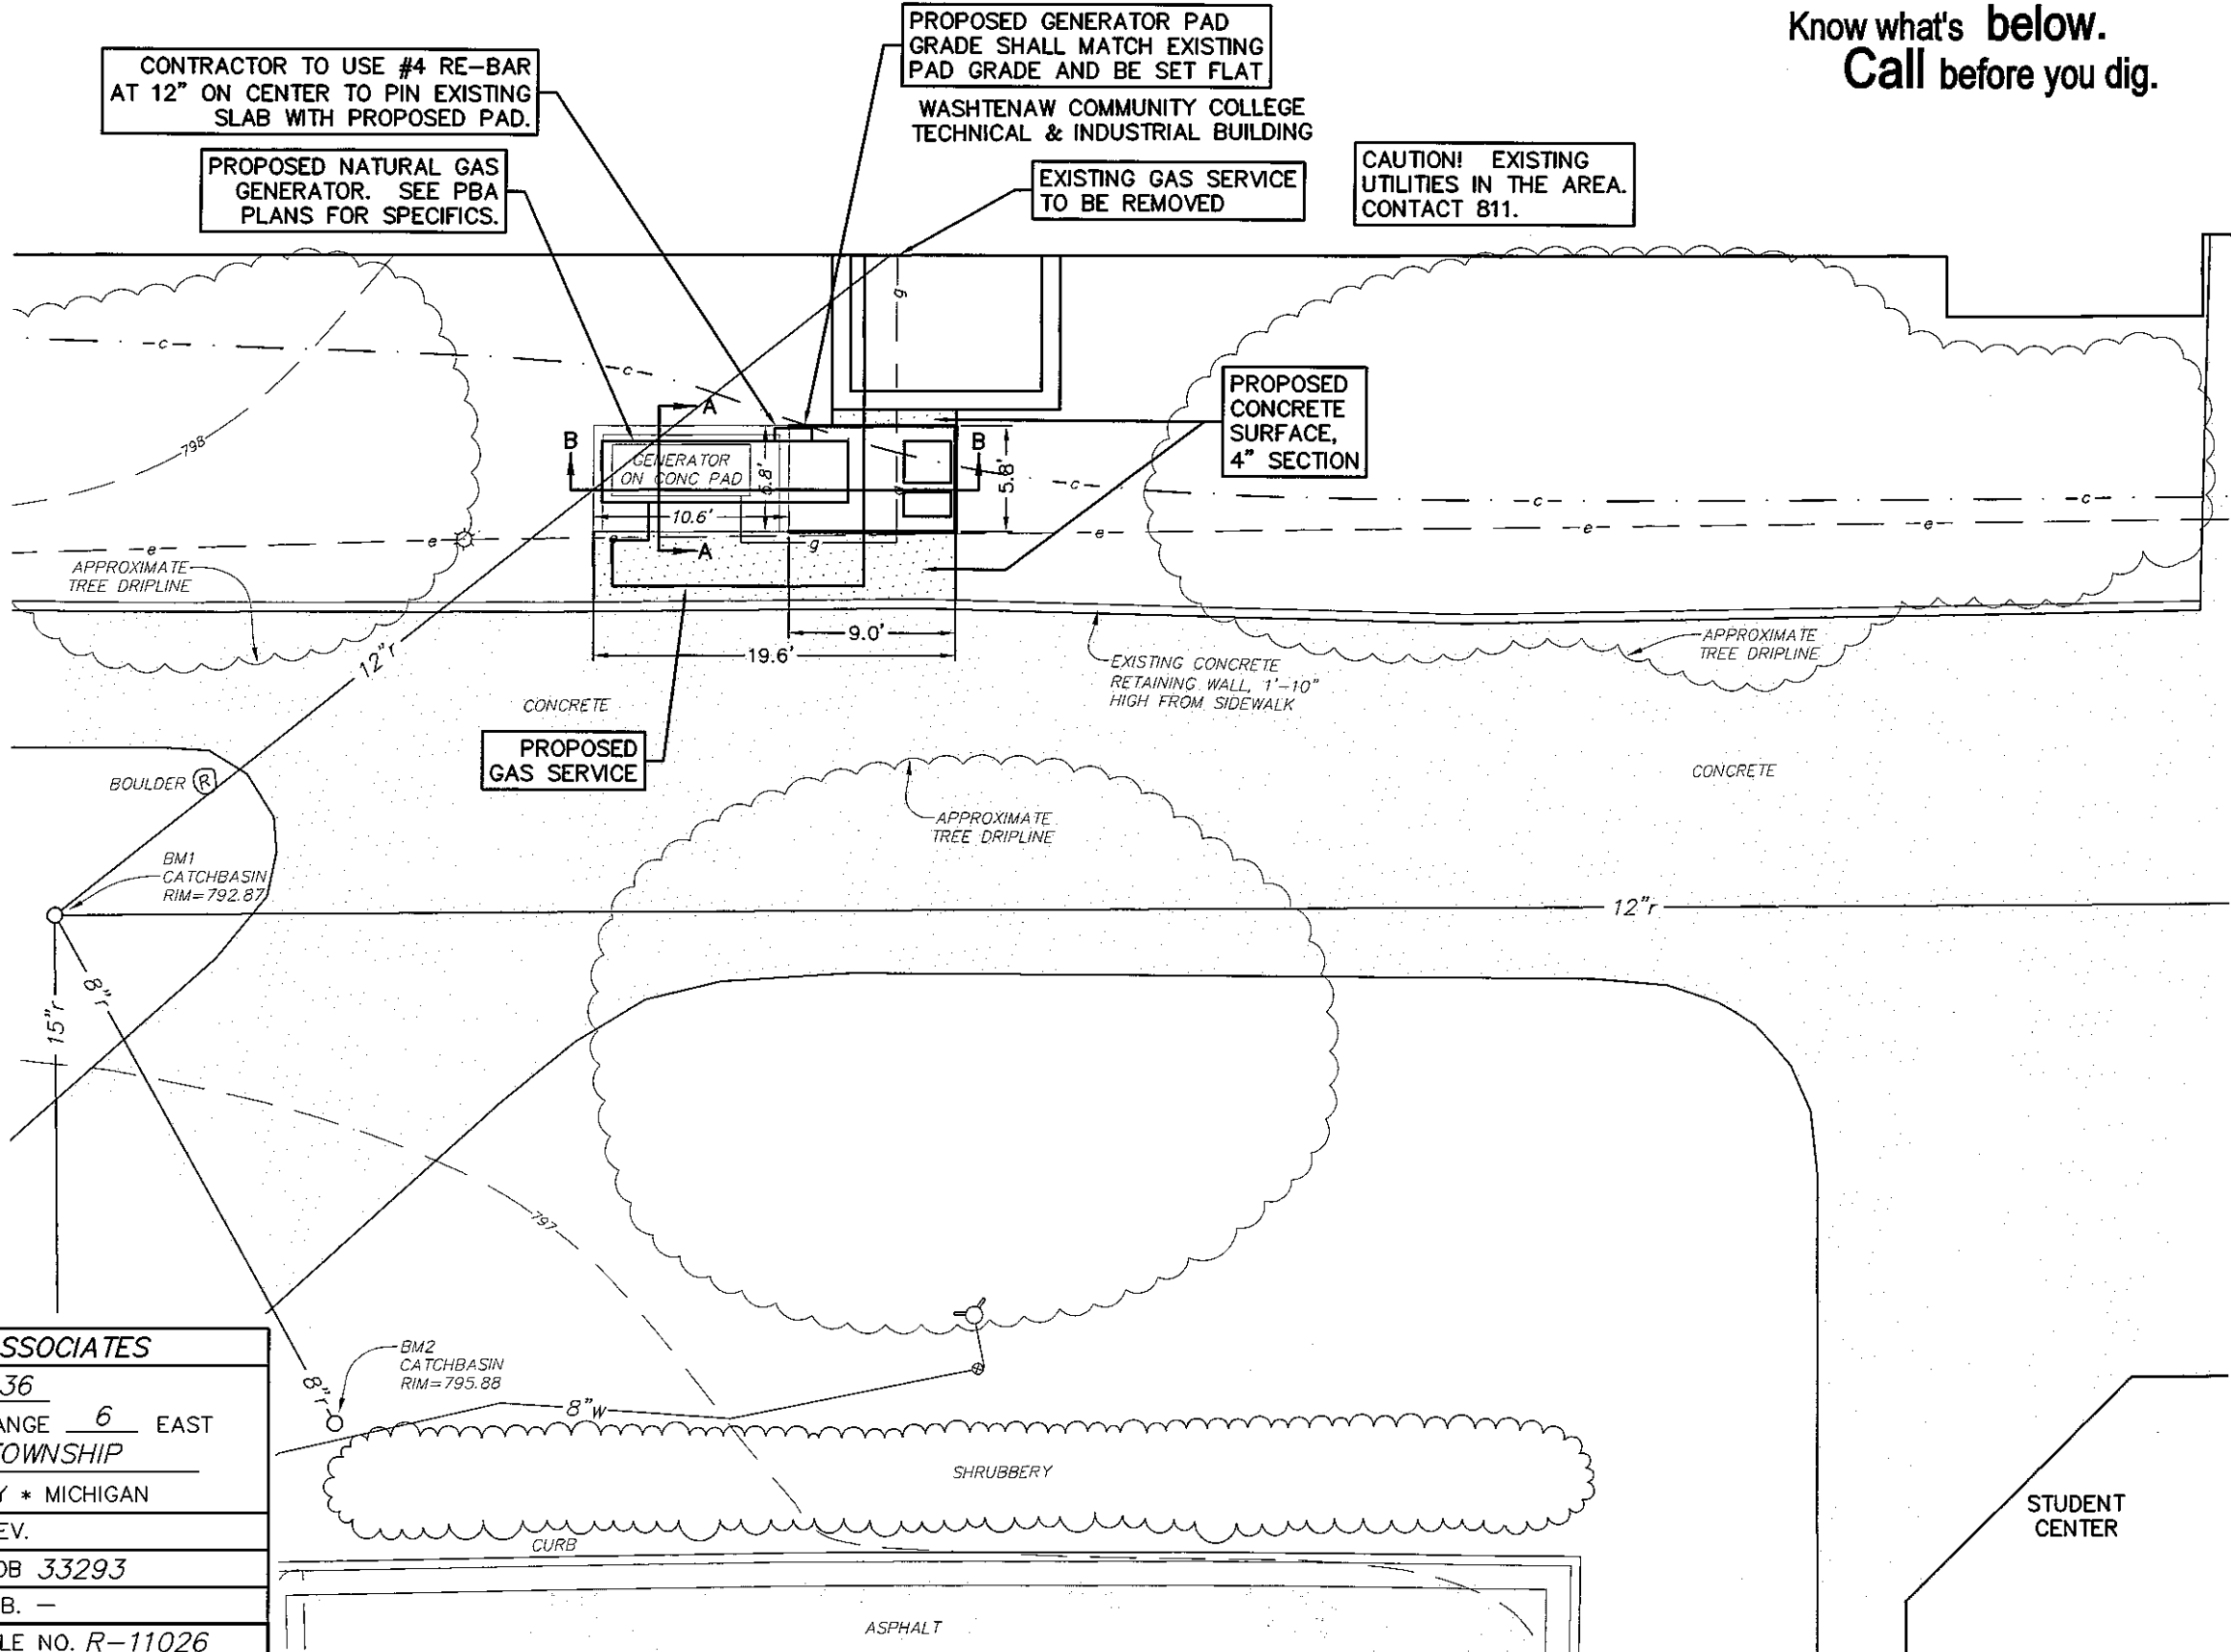 Know what's below.
Call before you dig.
PROPOSED GENERATOR PAD
GRADE SHALL MATCH EXISTING
PAD GRADE AND BE SET FLAT
CONTRACTOR TO USE #4 RE-BAR
AT 12" ON CENTER TO PIN EXISTING
SLAB WITH PROPOSED PAD.
WASHTENAW COMMUNITY COLLEGE
TECHNICAL & INDUSTRIAL BUILDING
PROPOSED NATURAL GAS
GENERATOR. SEE PBA
PLANS FOR SPECIFICS.
EXISTING GAS SERVICE
TO BE REMOVED
CAUTION! EXISTING
UTILITIES IN THE AREA.
CONTACT 811.
g
c
c
798
A
B
B
GENERATOR
ON CONC PAD
5.8'
PROPOSED
CONCRETE
SURFACE,
4" SECTION
c
c
c
10.6'
e
e
e
e
e
e
A
g
APPROXIMATE
TREE DRIPLINE
9.0'
19.6'
12"r
EXISTING CONCRETE
RETAINING WALL, 1'-10"
HIGH FROM SIDEWALK
APPROXIMATE
TREE DRIPLINE
CONCRETE
PROPOSED
GAS SERVICE
BOULDER R
CONCRETE
APPROXIMATE
TREE DRIPLINE
BM1
CATCHBASIN
RIM=792.87
12"r
8"r
15"r
797
BM2
CATCHBASIN
RIM=795.88
8"r
8"w
SHRUBBERY
CURB
ASPHALT
STUDENT
CENTER
SSOCIATES
36
ANGE 6 EAST
TOWNSHIP
Y * MICHIGAN
EV.
OB 33293
B. -
LE NO. R-11026